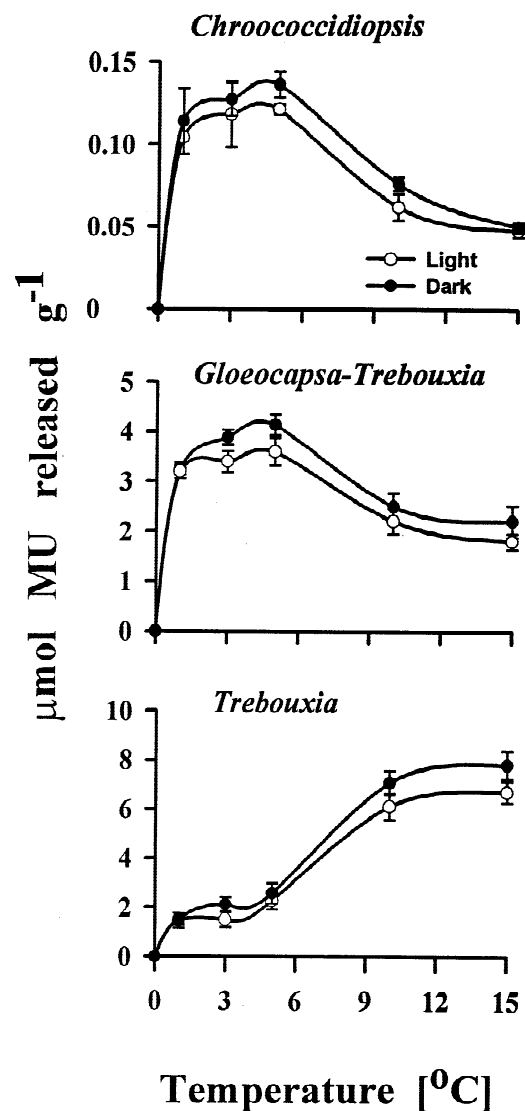 Chroococcidiopsis
0.15
0.10
0.05
0
Light
Dark
Gloeocapsa-Trebouxia
5
4
3
2
1
0
Trebouxia
10
8
6
4
2
0
0 3 6 9 12 15
Temperature [⁰C]
μmol MU released g⁻¹